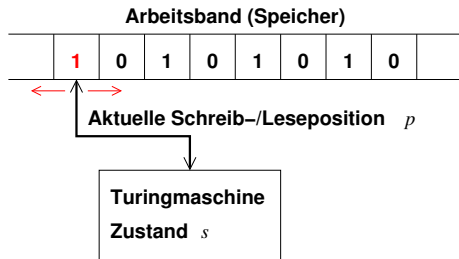 Arbeitsband (Speicher)
1 0 1 0 1 0 1 0
Aktuelle Schreib−/Leseposition p
Turingmaschine
Zustand s